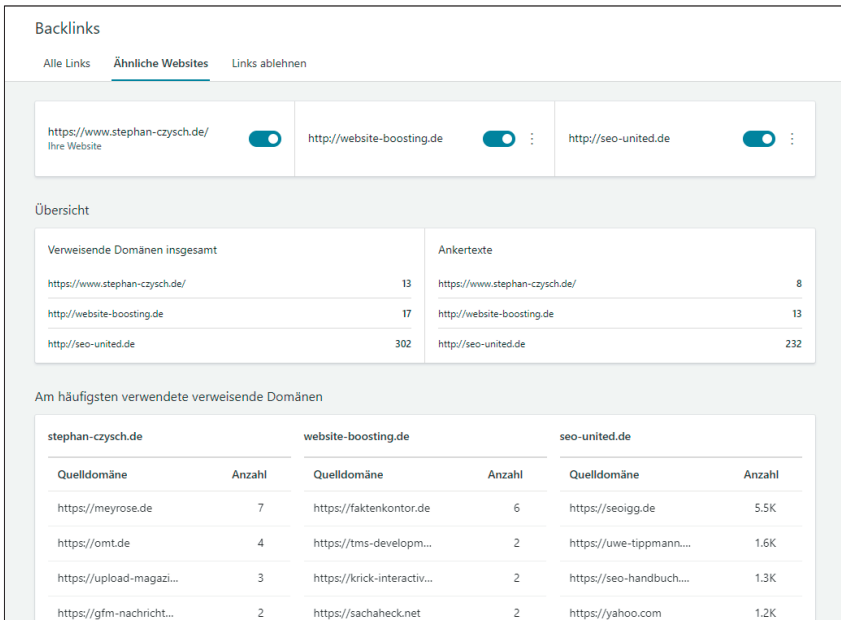 Backlinks
Alle Links Ähnliche Websites Links ablehnen
https://www.stephan-czysch.de/
Ihre Website
http://website-boosting.de
http://seo-united.de
Übersicht
Verweisende Domänen insgesamt
https://www.stephan-czysch.de/ 13
http://website-boosting.de 17
http://seo-united.de 302
Ankertexte
https://www.stephan-czysch.de/ 8
http://website-boosting.de 13
http://seo-united.de 232
Am häufigsten verwendete verweisende Domänen
stephan-czysch.de
Quelldomäne Anzahl
https://meyrose.de 7
https://omt.de 4
https://upload-magazi... 3
https://gfm-nachricht... 2
website-boosting.de
Quelldomäne Anzahl
https://faktenkontor.de 6
https://tms-developm... 2
https://krick-interactiv... 2
https://sachaheck.net 2
seo-united.de
Quelldomäne Anzahl
https://seoigg.de 5.5K
https://uwe-tippmann.... 1.6K
https://seo-handbuch.... 1.3K
https://yahoo.com 1.2K